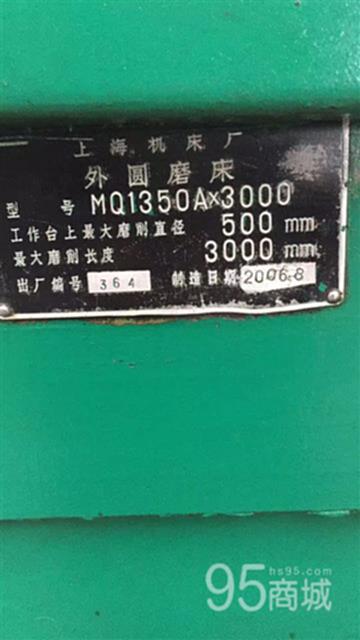 上海机床厂
外圆磨床
型 号 MQ1350A×3000
工作台上最大磨削直径 500 mm
最大磨削长度 3000 mm
出厂编号 364 制造日期 2006.8
hs95.com
95商城